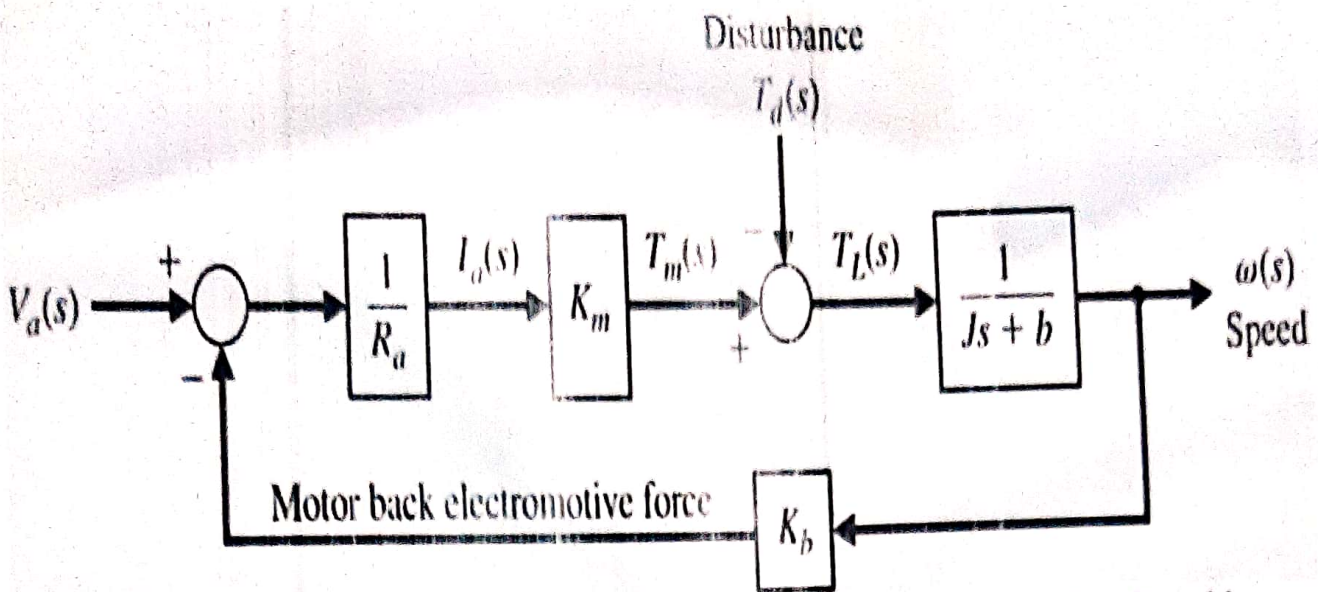 Disturbance
T_d(s)
V_a(s)
+
−
1
R_a
I_a(s)
K_m
T_m(s)
−
+
T_L(s)
1
Js + b
ω(s)
Speed
Motor back electromotive force
K_b